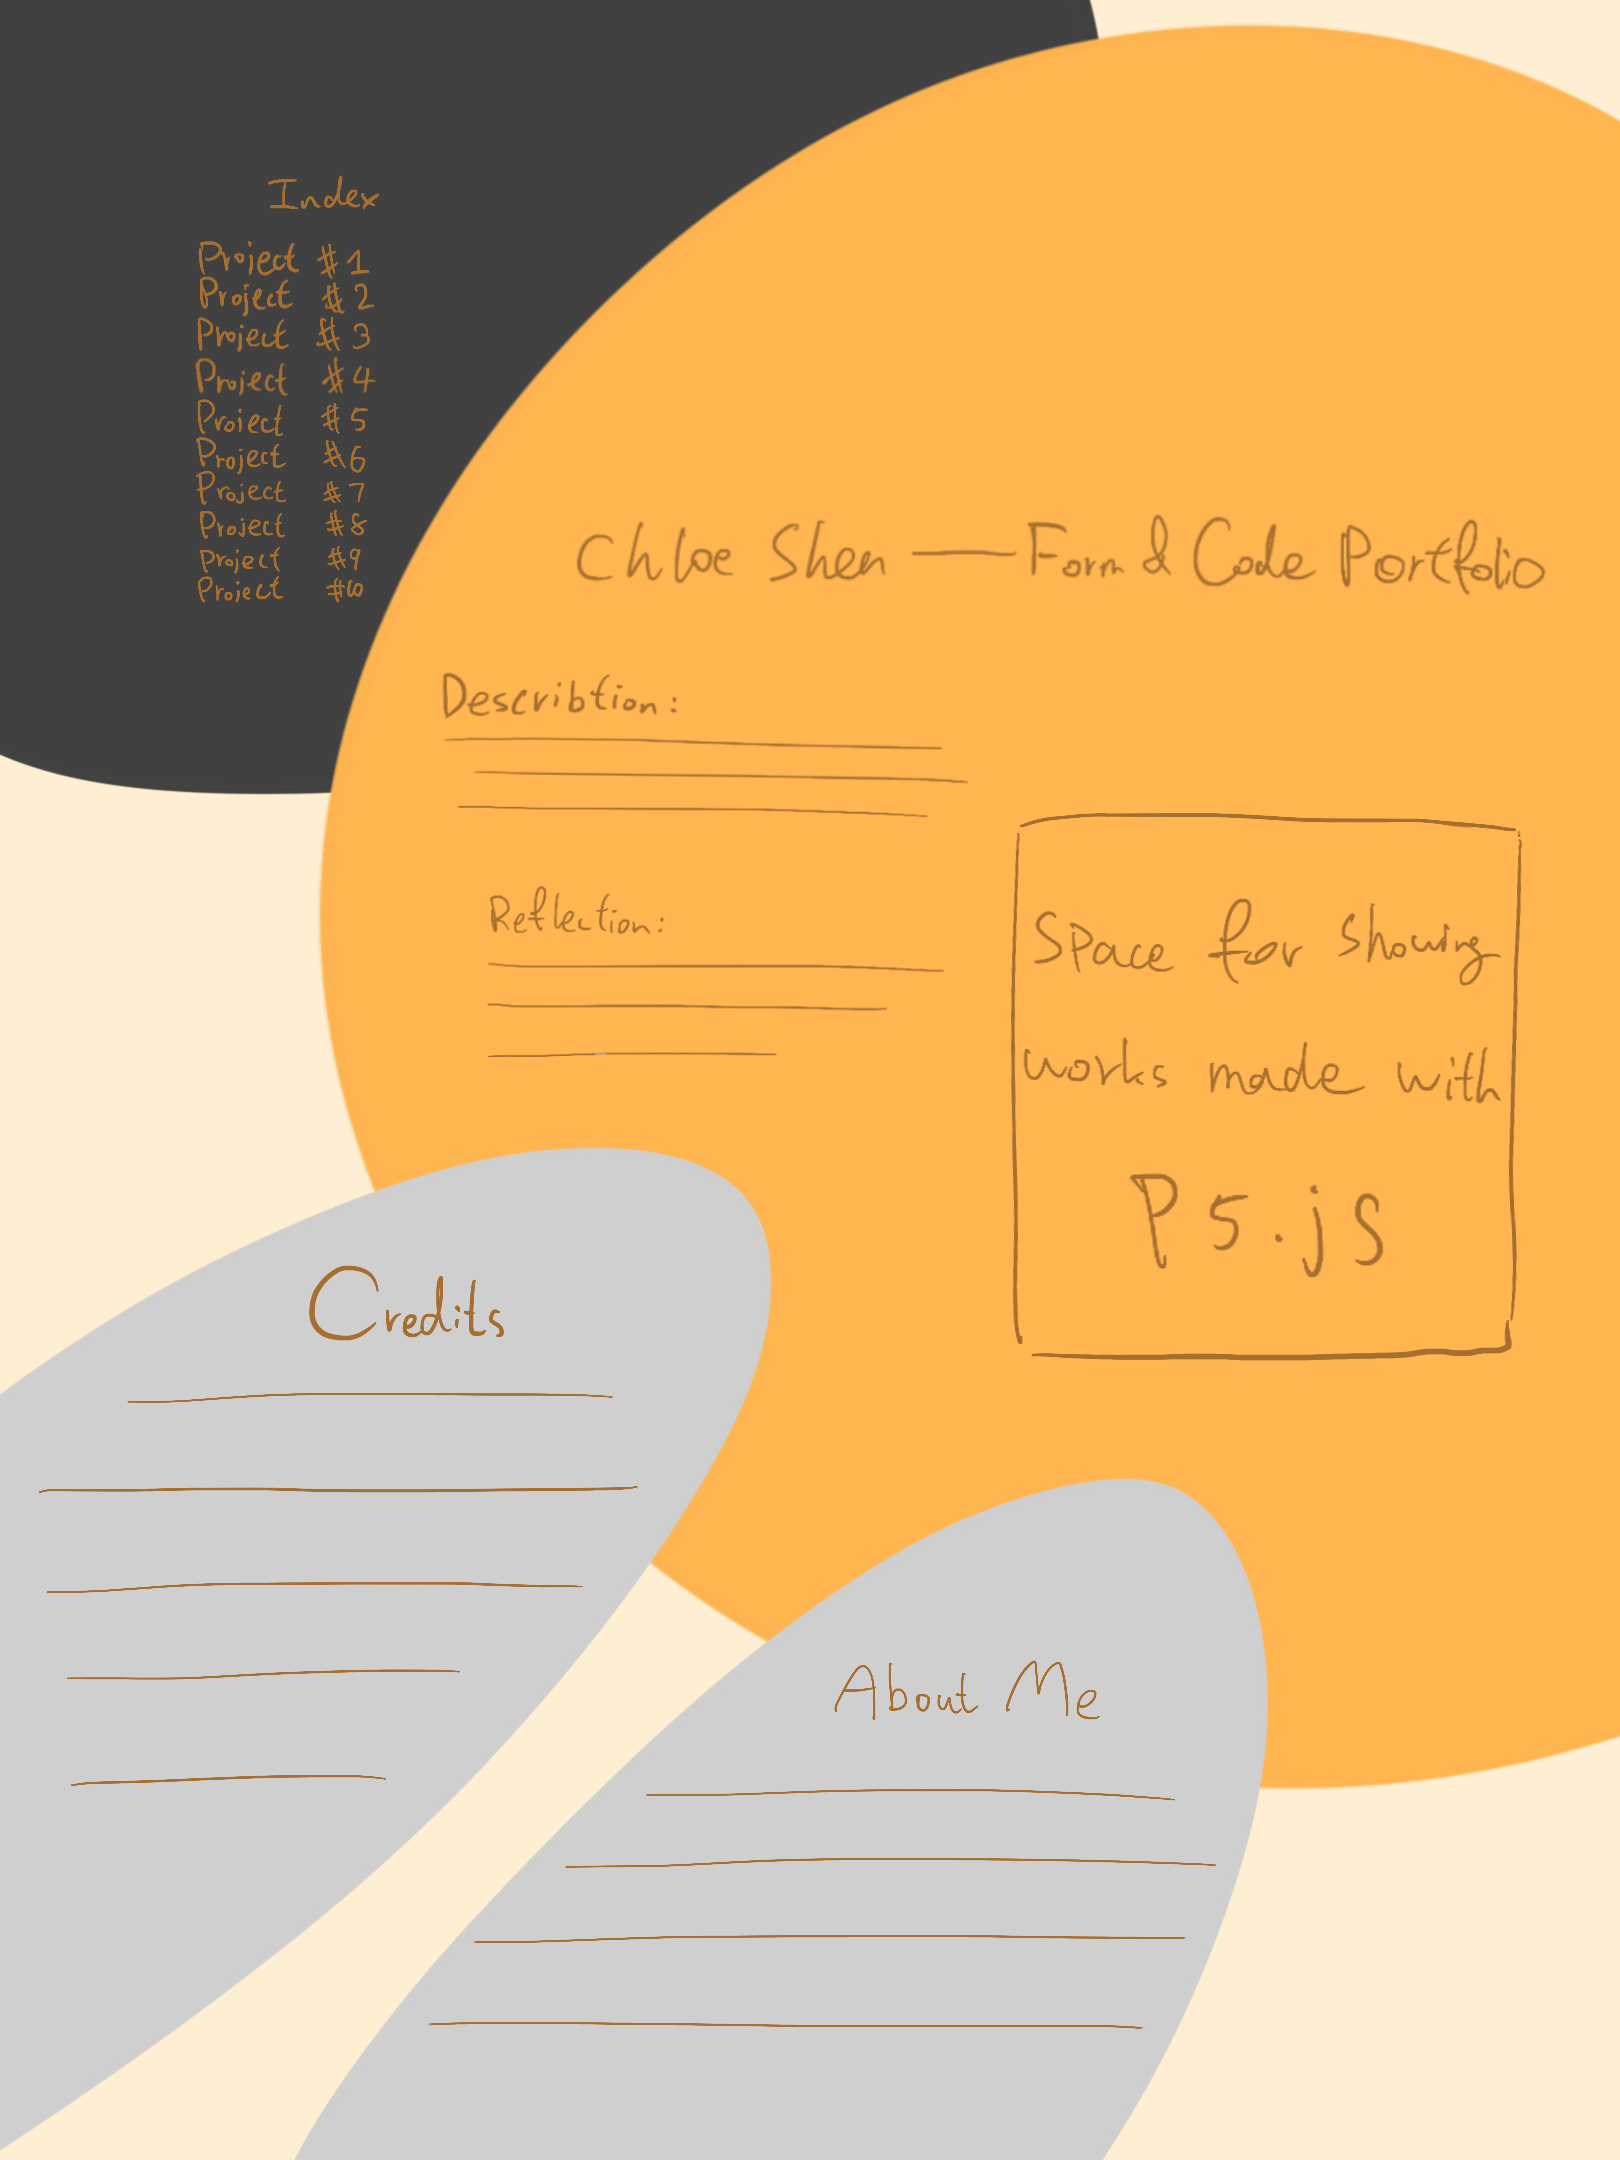 Index
Project #1
Project #2
Project #3
Project #4
Project #5
Project #6
Project #7
Project #8
Project #9
Project #10
Chloe Shen — Form & Code Portfolio
Describtion:
Reflection:
Space for showing
works made with
P5.js
Credits
About Me